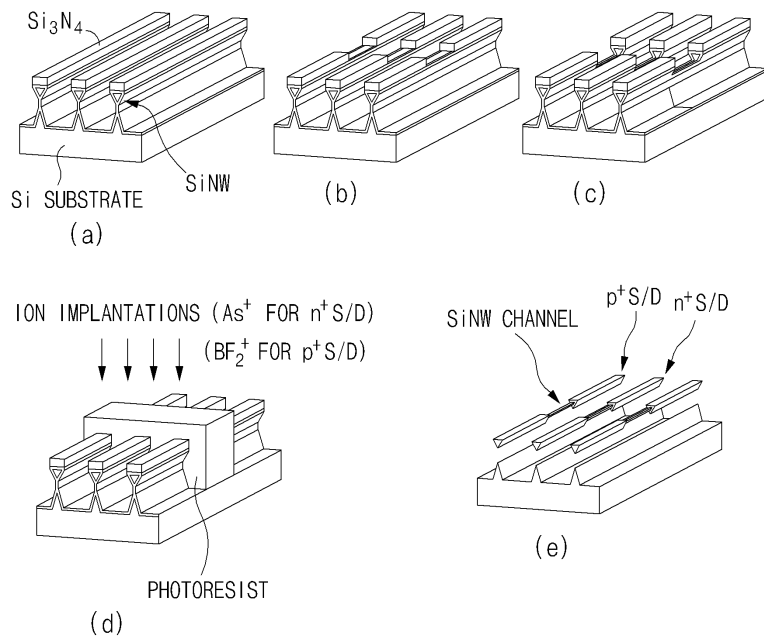 Si₃N₄
SiNW
Si SUBSTRATE
(a)
(b)
(c)
ION IMPLANTATIONS (As⁺ FOR n⁺S/D)
(BF₂⁺ FOR p⁺S/D)
PHOTORESIST
(d)
p⁺S/D
n⁺S/D
SiNW CHANNEL
(e)